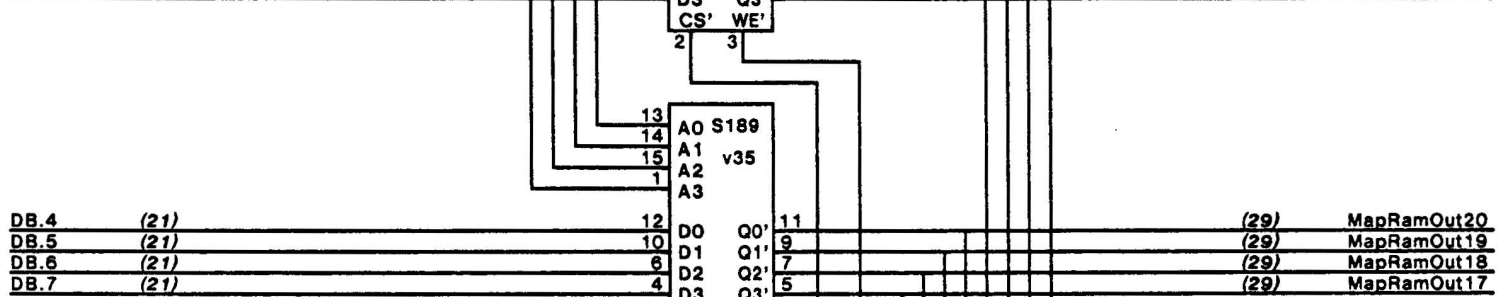 D3 Q3
CS' WE'
2 3
13 A0 S189
14 A1 v35
15 A2
1 A3
DB.4 (21) 12 D0 Q0' 11 (29) MapRamOut20
DB.5 (21) 10 D1 Q1' 9 (29) MapRamOut19
DB.6 (21) 6 D2 Q2' 7 (29) MapRamOut18
DB.7 (21) 4 D3 Q3' 5 (29) MapRamOut17